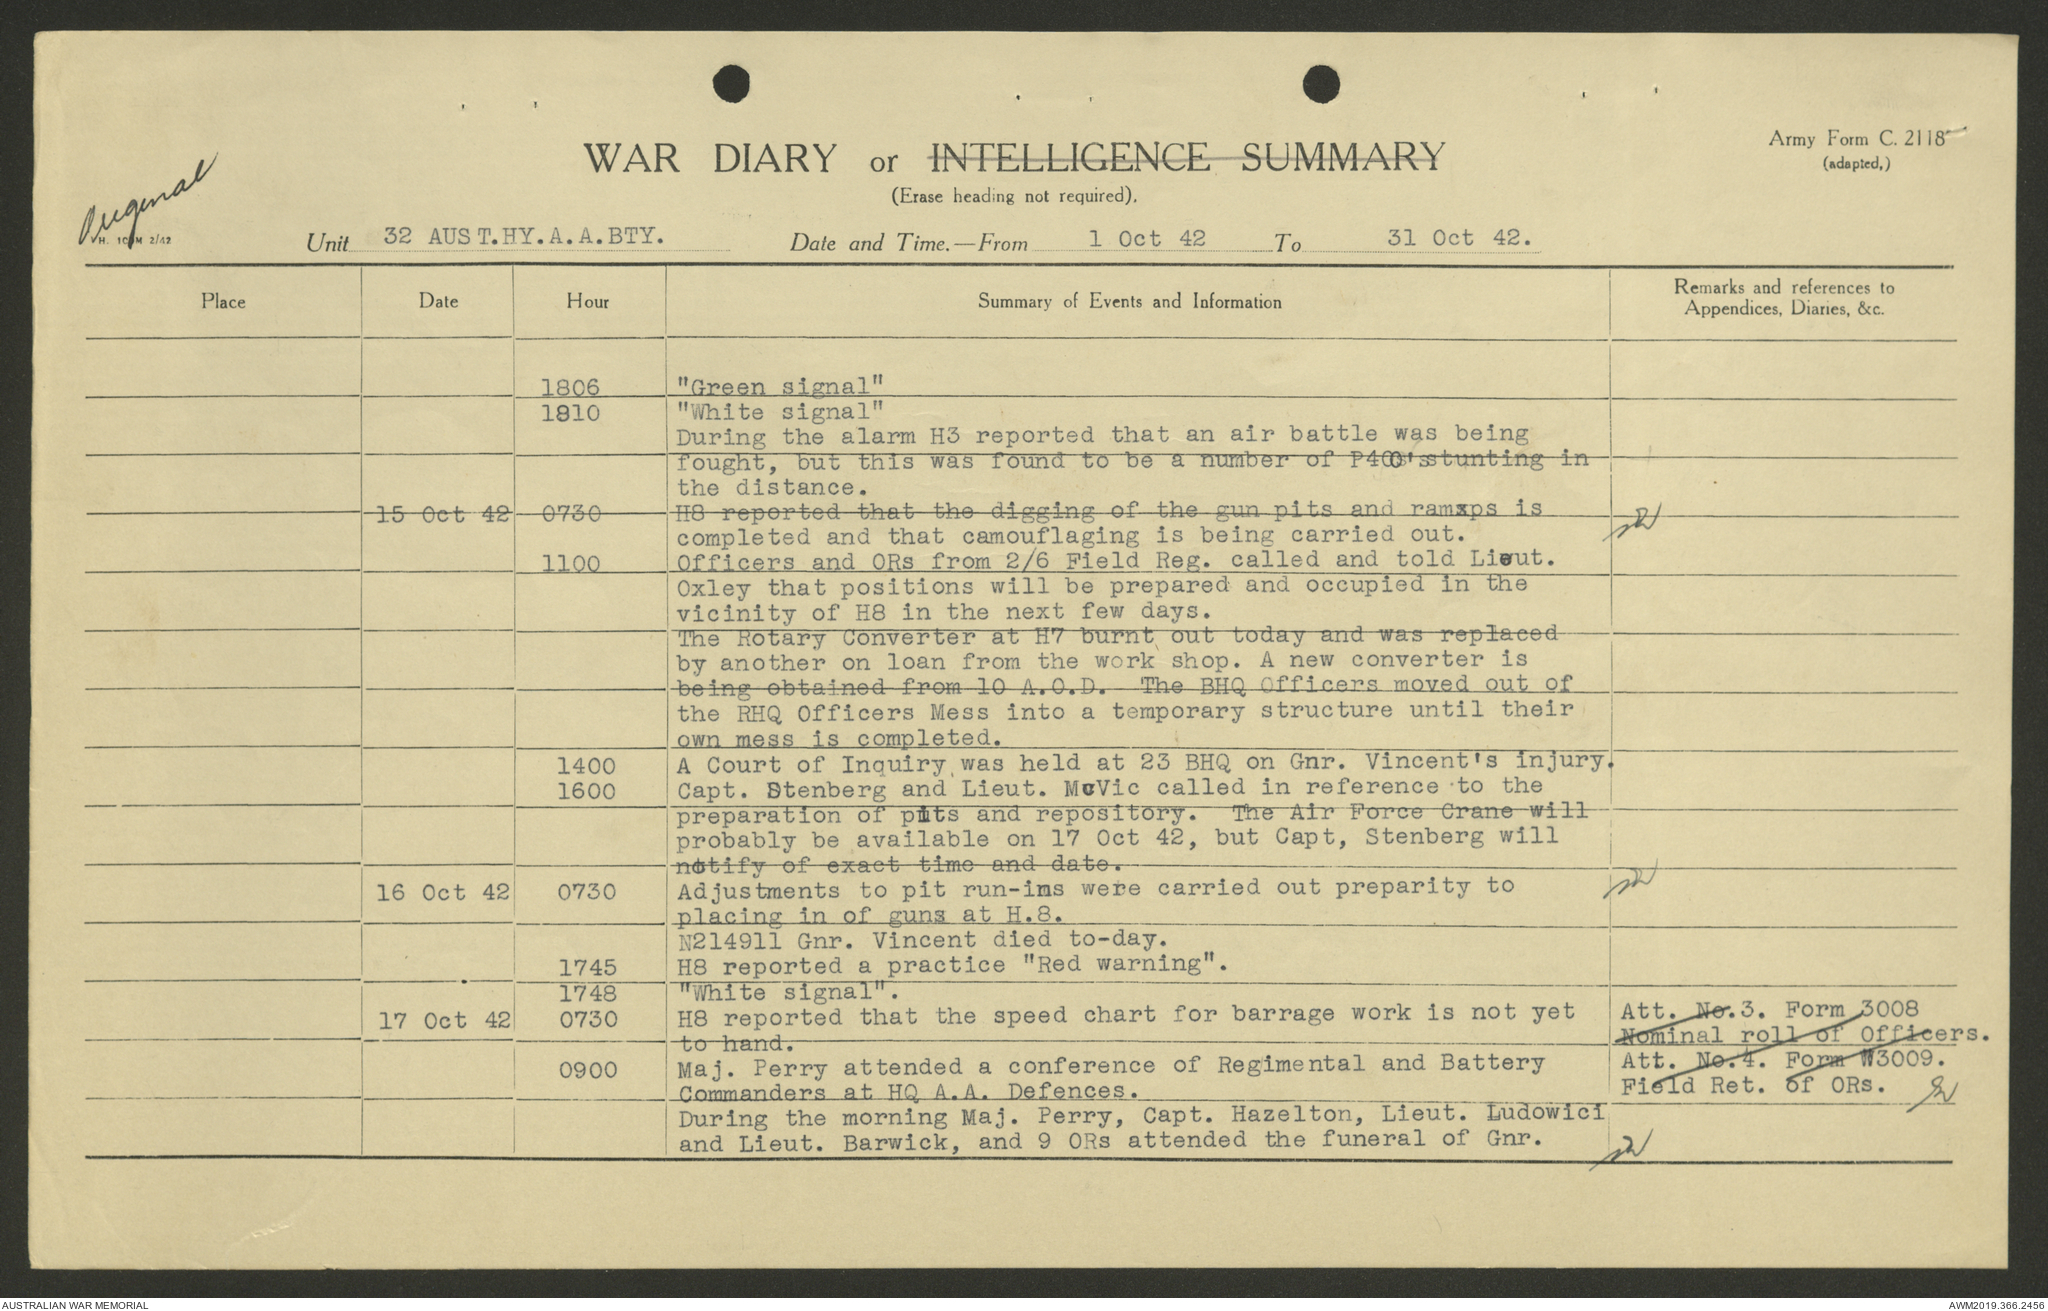 Army Form C. 2118
(adapted,)
WAR DIARY or INTELLIGENCE SUMMARY
(Erase heading not required),
Original
2/42
Unit 32 AUST.HY.A.A.BTY. Date and Time.—From 1 Oct 42 To 31 Oct 42.
Place Date Hour Summary of Events and Information Remarks and references to
Appendices, Diaries, &c.
1806 "Green signal"
1810 "White signal"
During the alarm H3 reported that an air battle was being
fought, but this was found to be a number of P40's stunting in
the distance.
15 Oct 42 0730 H8 reported that the digging of the gun pits and ramxps is
completed and that camouflaging is being carried out.
1100 Officers and ORs from 2/6 Field Reg. called and told Lieut.
Oxley that positions will be prepared and occupied in the
vicinity of H8 in the next few days.
The Rotary Converter at H7 burnt out today and was replaced
by another on loan from the work shop. A new converter is
being obtained from 10 A.O.D. The BHQ Officers moved out of
the RHQ Officers Mess into a temporary structure until their
own mess is completed.
1400 A Court of Inquiry was held at 23 BHQ on Gnr. Vincent's injury.
1600 Capt. Stenberg and Lieut. McVic called in reference to the
preparation of pits and repository. The Air Force Crane will
probably be available on 17 Oct 42, but Capt, Stenberg will
notify of exact time and date.
16 Oct 42 0730 Adjustments to pit run-ins were carried out preparity to
placing in of guns at H.8.
N214911 Gnr. Vincent died to-day.
1745 H8 reported a practice "Red warning".
1748 "White signal".
17 Oct 42 0730 H8 reported that the speed chart for barrage work is not yet
to hand.
Att. No.3. Form 3008
Nominal roll of Officers.
Att. No.4. Form W3009.
Field Ret. of ORs.
0900 Maj. Perry attended a conference of Regimental and Battery
Commanders at HQ A.A. Defences.
During the morning Maj. Perry, Capt. Hazelton, Lieut. Ludowici
and Lieut. Barwick, and 9 ORs attended the funeral of Gnr.
AUSTRALIAN WAR MEMORIAL AWM2019.366.2456